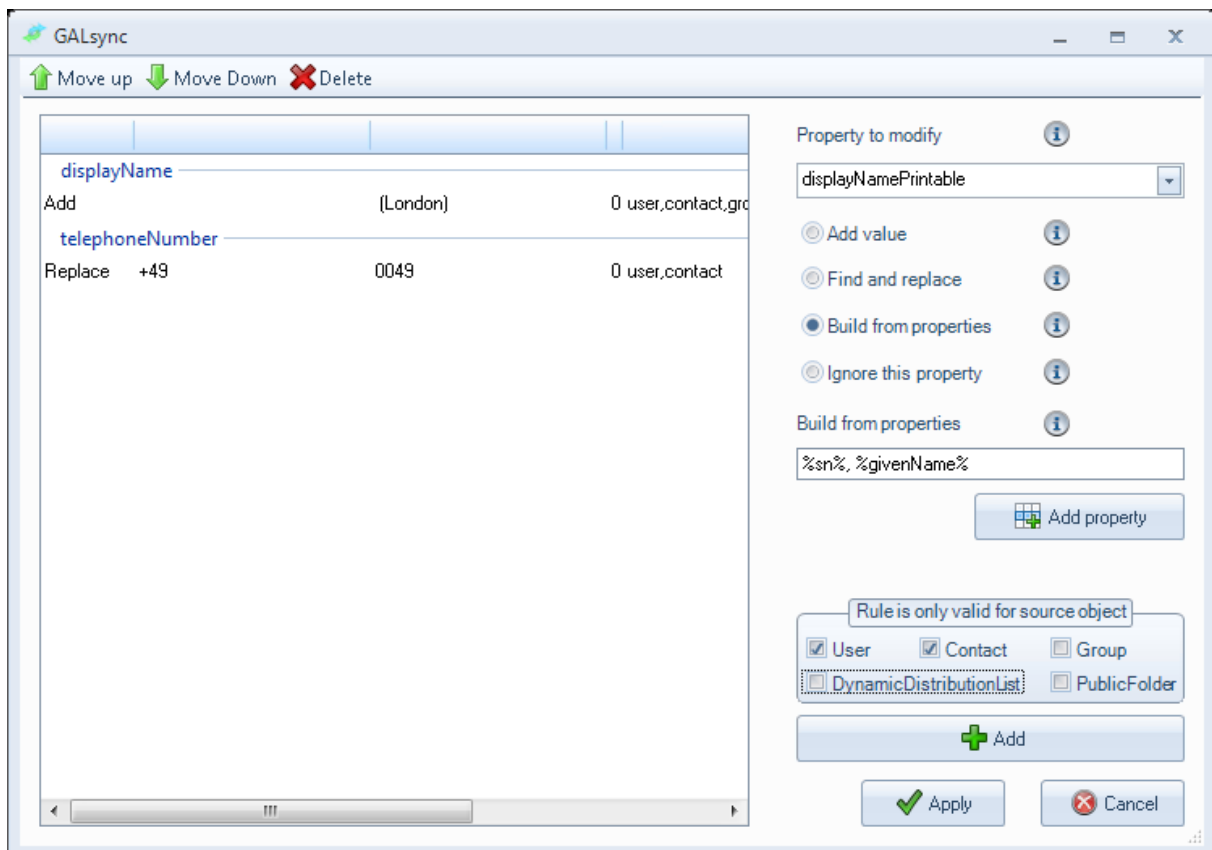 GALsync
Move up Move Down Delete
displayName
Add (London) 0 user,contact,gro
telephoneNumber
Replace +49 0049 0 user,contact
Property to modify
displayNamePrintable
Add value
Find and replace
Build from properties
Ignore this property
Build from properties
%sn%, %givenName%
Add property
Rule is only valid for source object
User Contact Group
DynamicDistributionList PublicFolder
Add
Apply Cancel